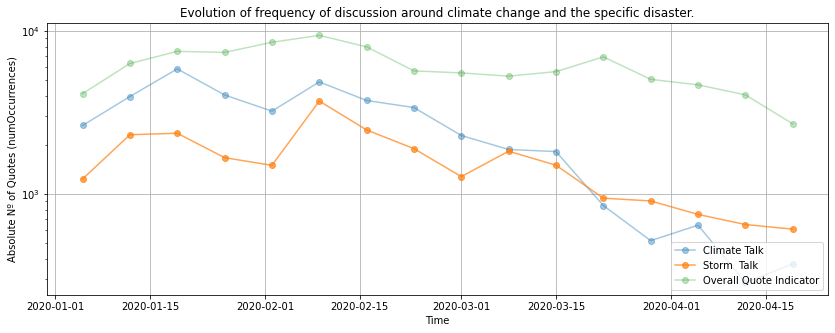 Evolution of frequency of discussion around climate change and the specific disaster.
Absolute Nº of Quotes (numOccurrences)
10^4
10^3
Climate Talk
Storm  Talk
Overall Quote Indicator
2020-01-01 2020-01-15 2020-02-01 2020-02-15 2020-03-01 2020-03-15 2020-04-01 2020-04-15
Time